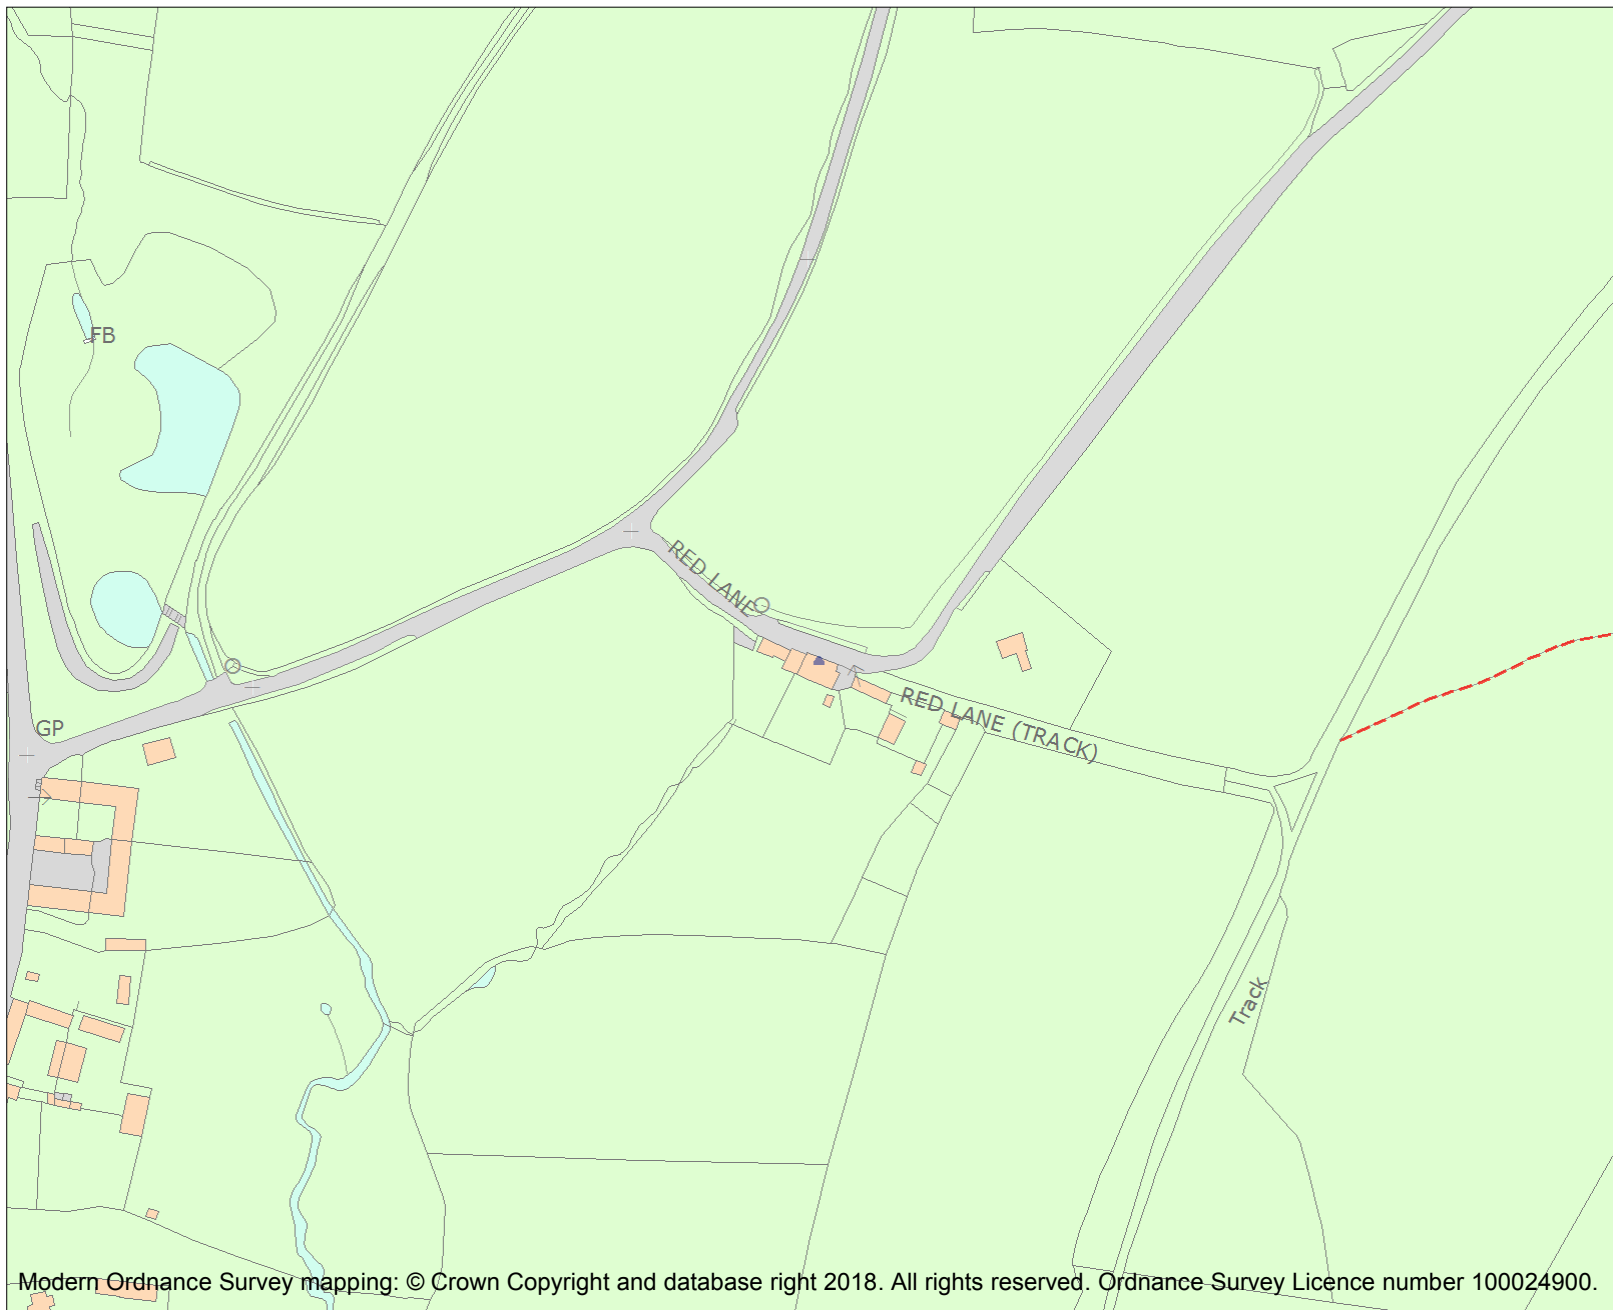 FB
RED LANE
RED LANE (TRACK)
GP
Track
Modern Ordnance Survey mapping: © Crown Copyright and database right 2018. All rights reserved. Ordnance Survey Licence number 100024900.